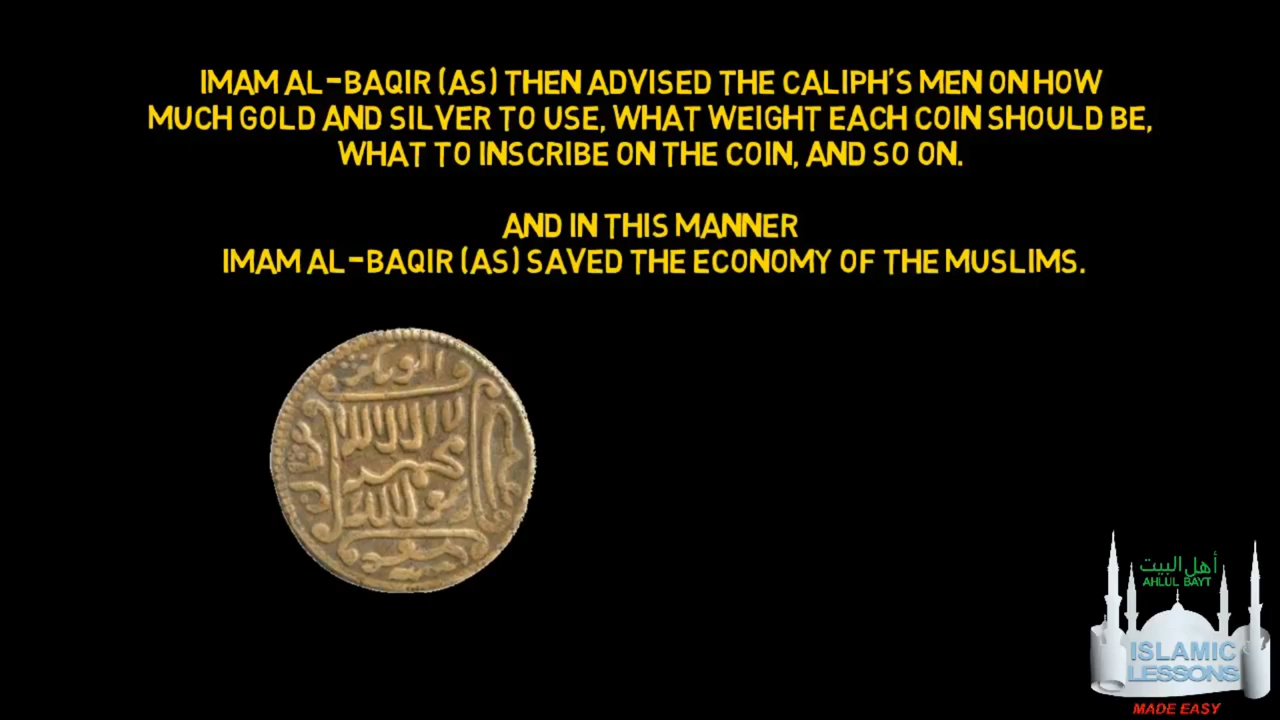 IMAM AL-BAQIR (AS) THEN ADVISED THE CALIPH'S MEN ON HOW
MUCH GOLD AND SILVER TO USE, WHAT WEIGHT EACH COIN SHOULD BE,
WHAT TO INSCRIBE ON THE COIN, AND SO ON.
AND IN THIS MANNER
IMAM AL-BAQIR (AS) SAVED THE ECONOMY OF THE MUSLIMS.
أهل البيت
AHLUL BAYT
ISLAMIC
LESSONS
MADE EASY